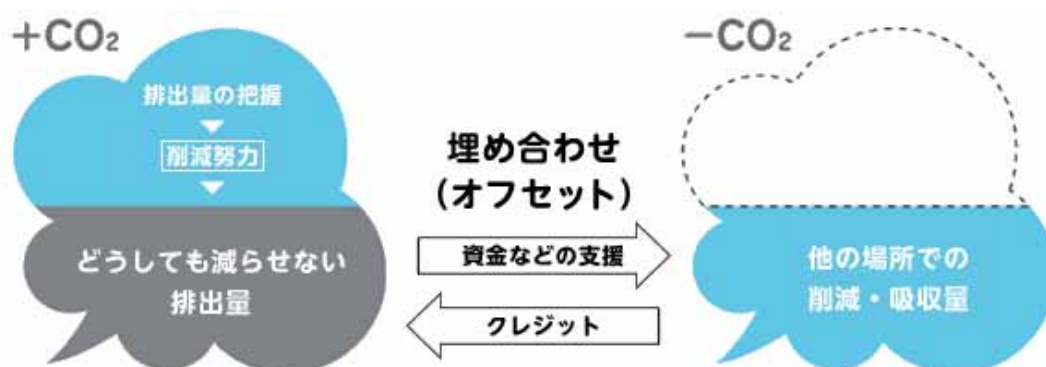 +CO₂
排出量の把握
削減努力
どうしても減らせない
排出量
埋め合わせ
(オフセット)
資金などの支援
クレジット
-CO₂
他の場所での
削減・吸収量